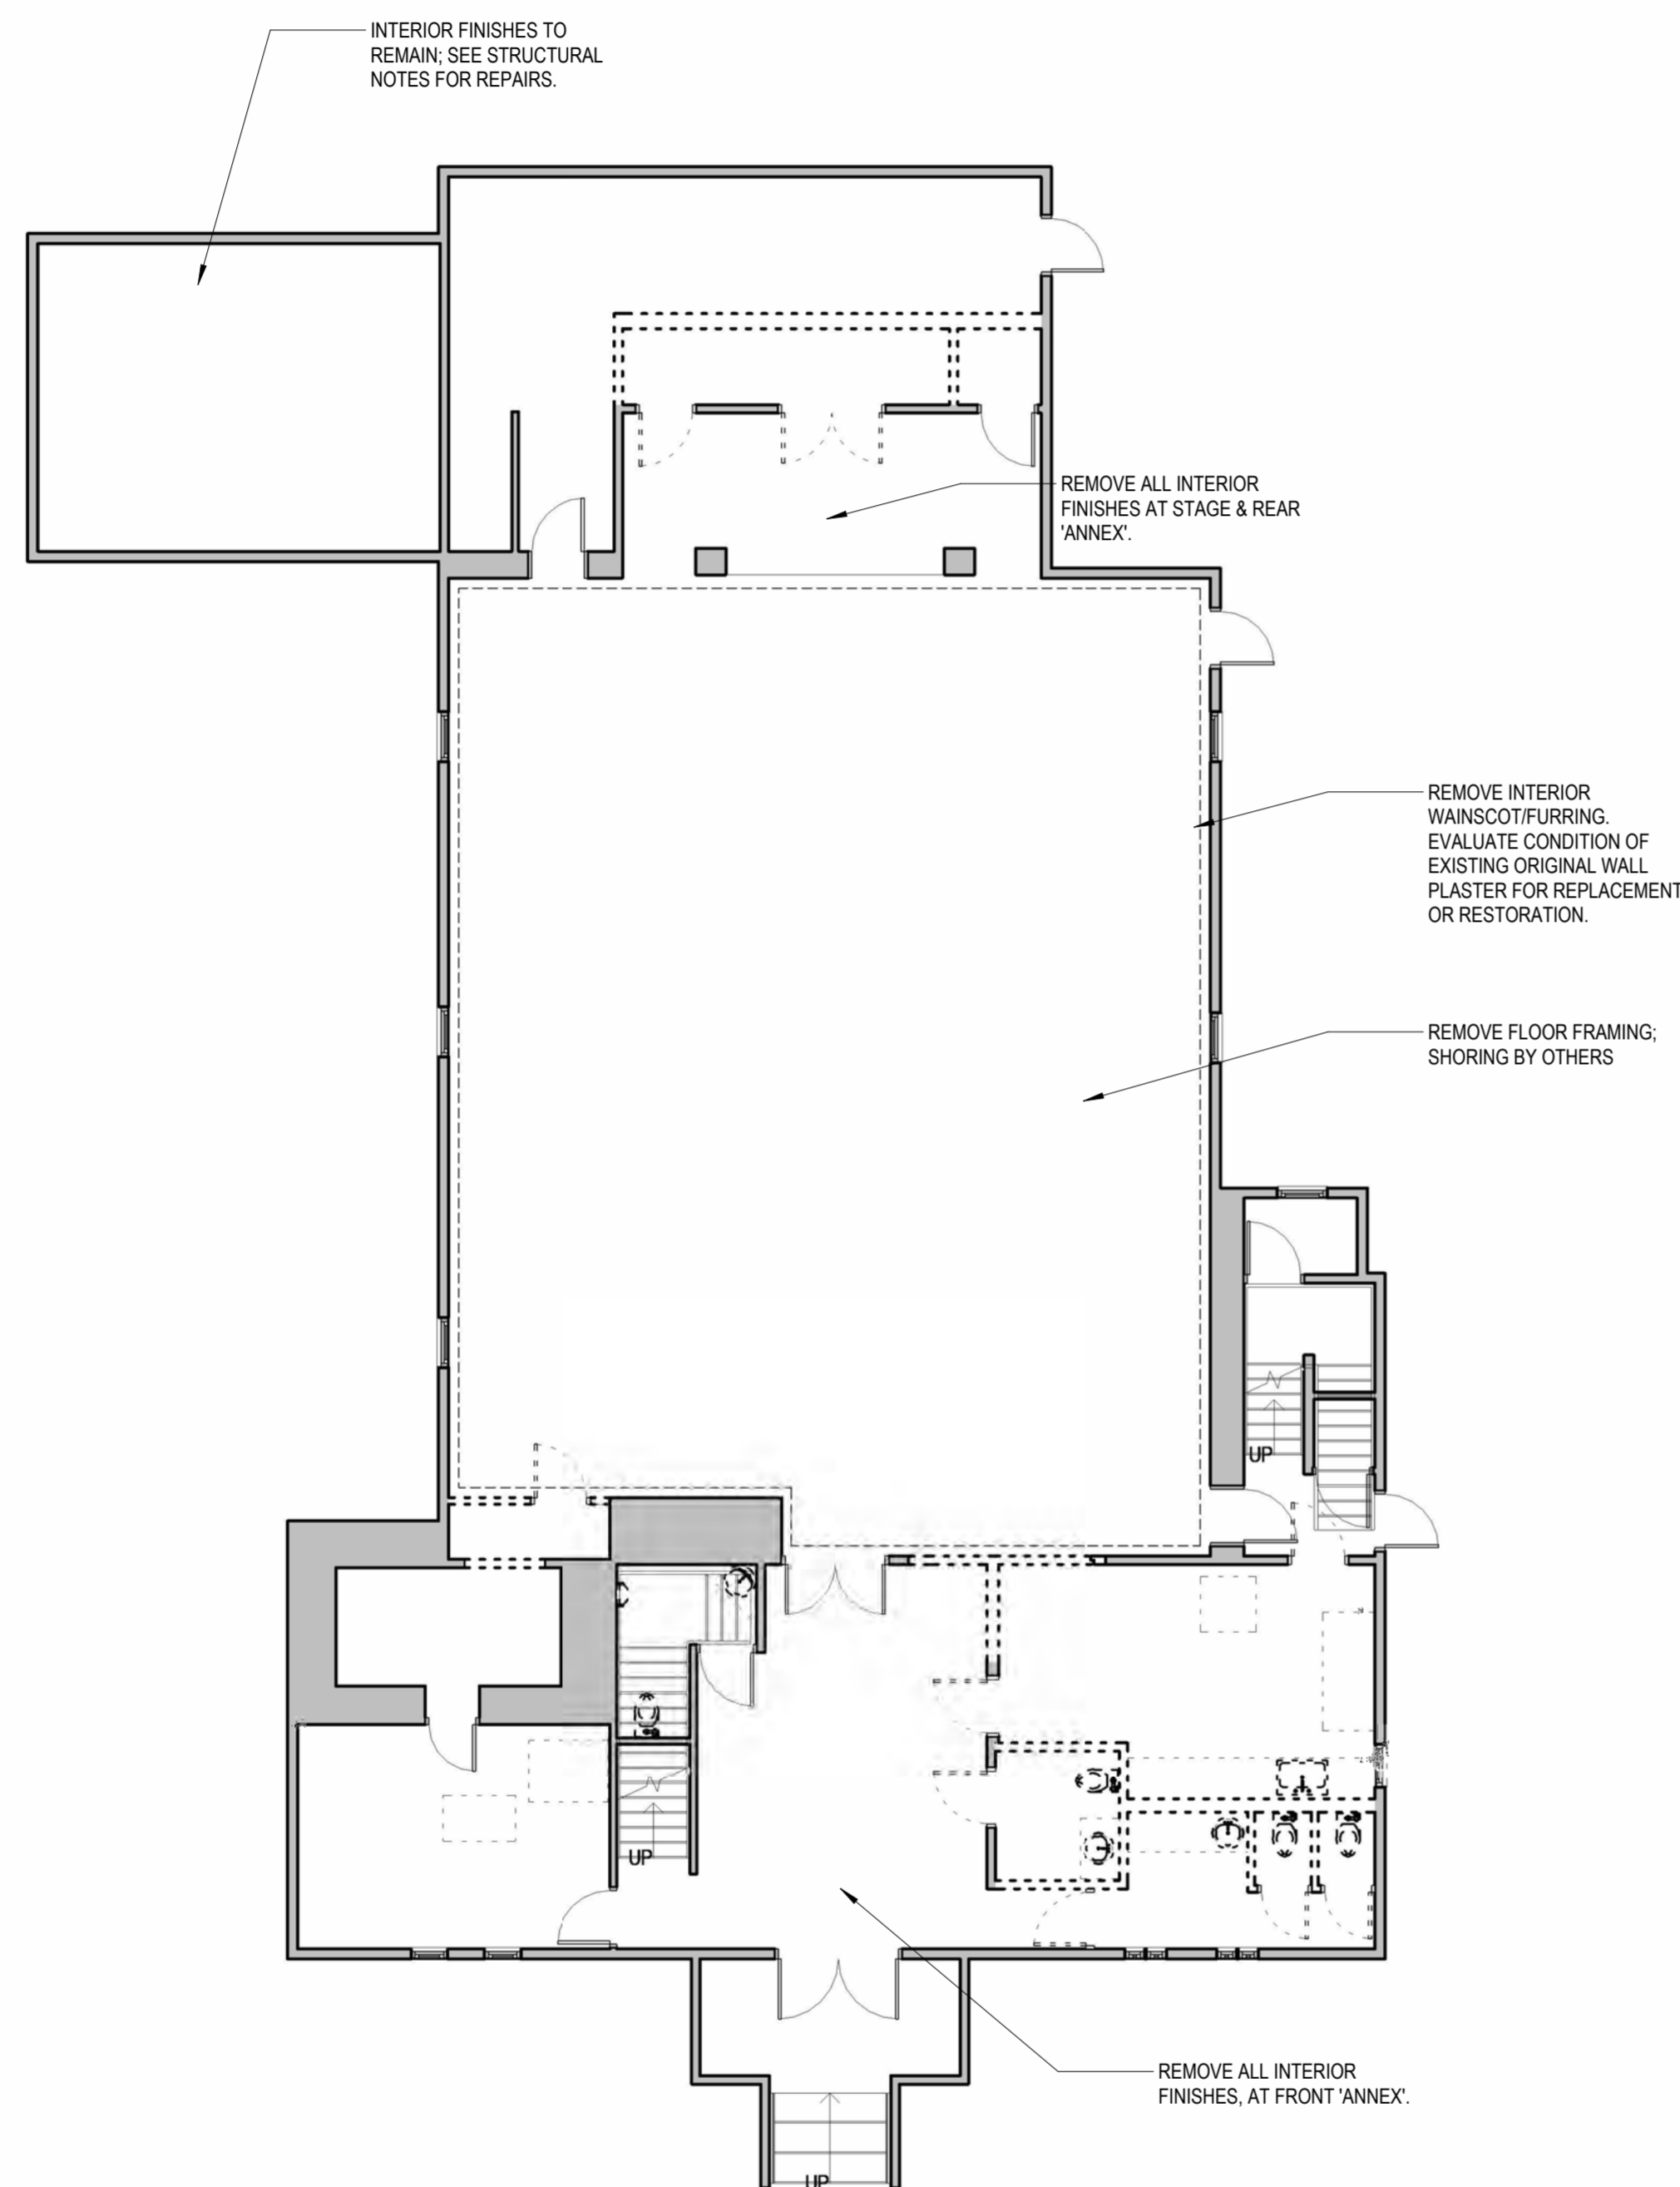 INTERIOR FINISHES TO
REMAIN; SEE STRUCTURAL
NOTES FOR REPAIRS.
REMOVE ALL INTERIOR
FINISHES AT STAGE & REAR
'ANNEX'.
REMOVE INTERIOR
WAINSCOT/FURRING.
EVALUATE CONDITION OF
EXISTING ORIGINAL WALL
PLASTER FOR REPLACEMENT
OR RESTORATION.
REMOVE FLOOR FRAMING;
SHORING BY OTHERS
UP
UP
REMOVE ALL INTERIOR
FINISHES, AT FRONT 'ANNEX'.
UP